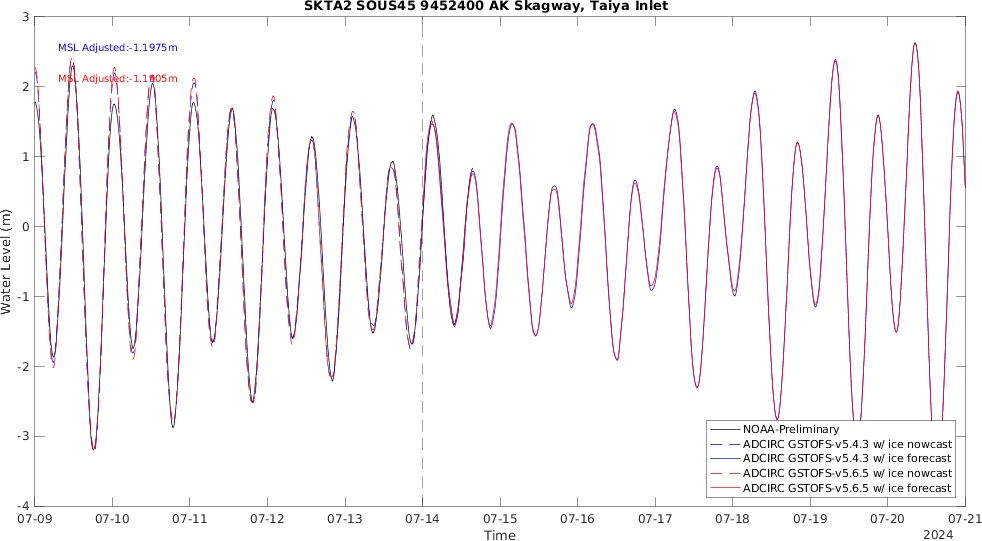 SKTA2 SOUS45 9452400 AK Skagway, Taiya Inlet
3
2
1
0
-1
-2
-3
-4
Water Level (m)
MSL Adjusted:-1.1975m
NOAA-Preliminary
ADCIRC GSTOFS-v5.4.3 w/ ice nowcast
ADCIRC GSTOFS-v5.4.3 w/ ice forecast
ADCIRC GSTOFS-v5.6.5 w/ ice nowcast
ADCIRC GSTOFS-v5.6.5 w/ ice forecast
07-09 07-10 07-11 07-12 07-13 07-14 07-15 07-16 07-17 07-18 07-19 07-20 07-21
Time
2024